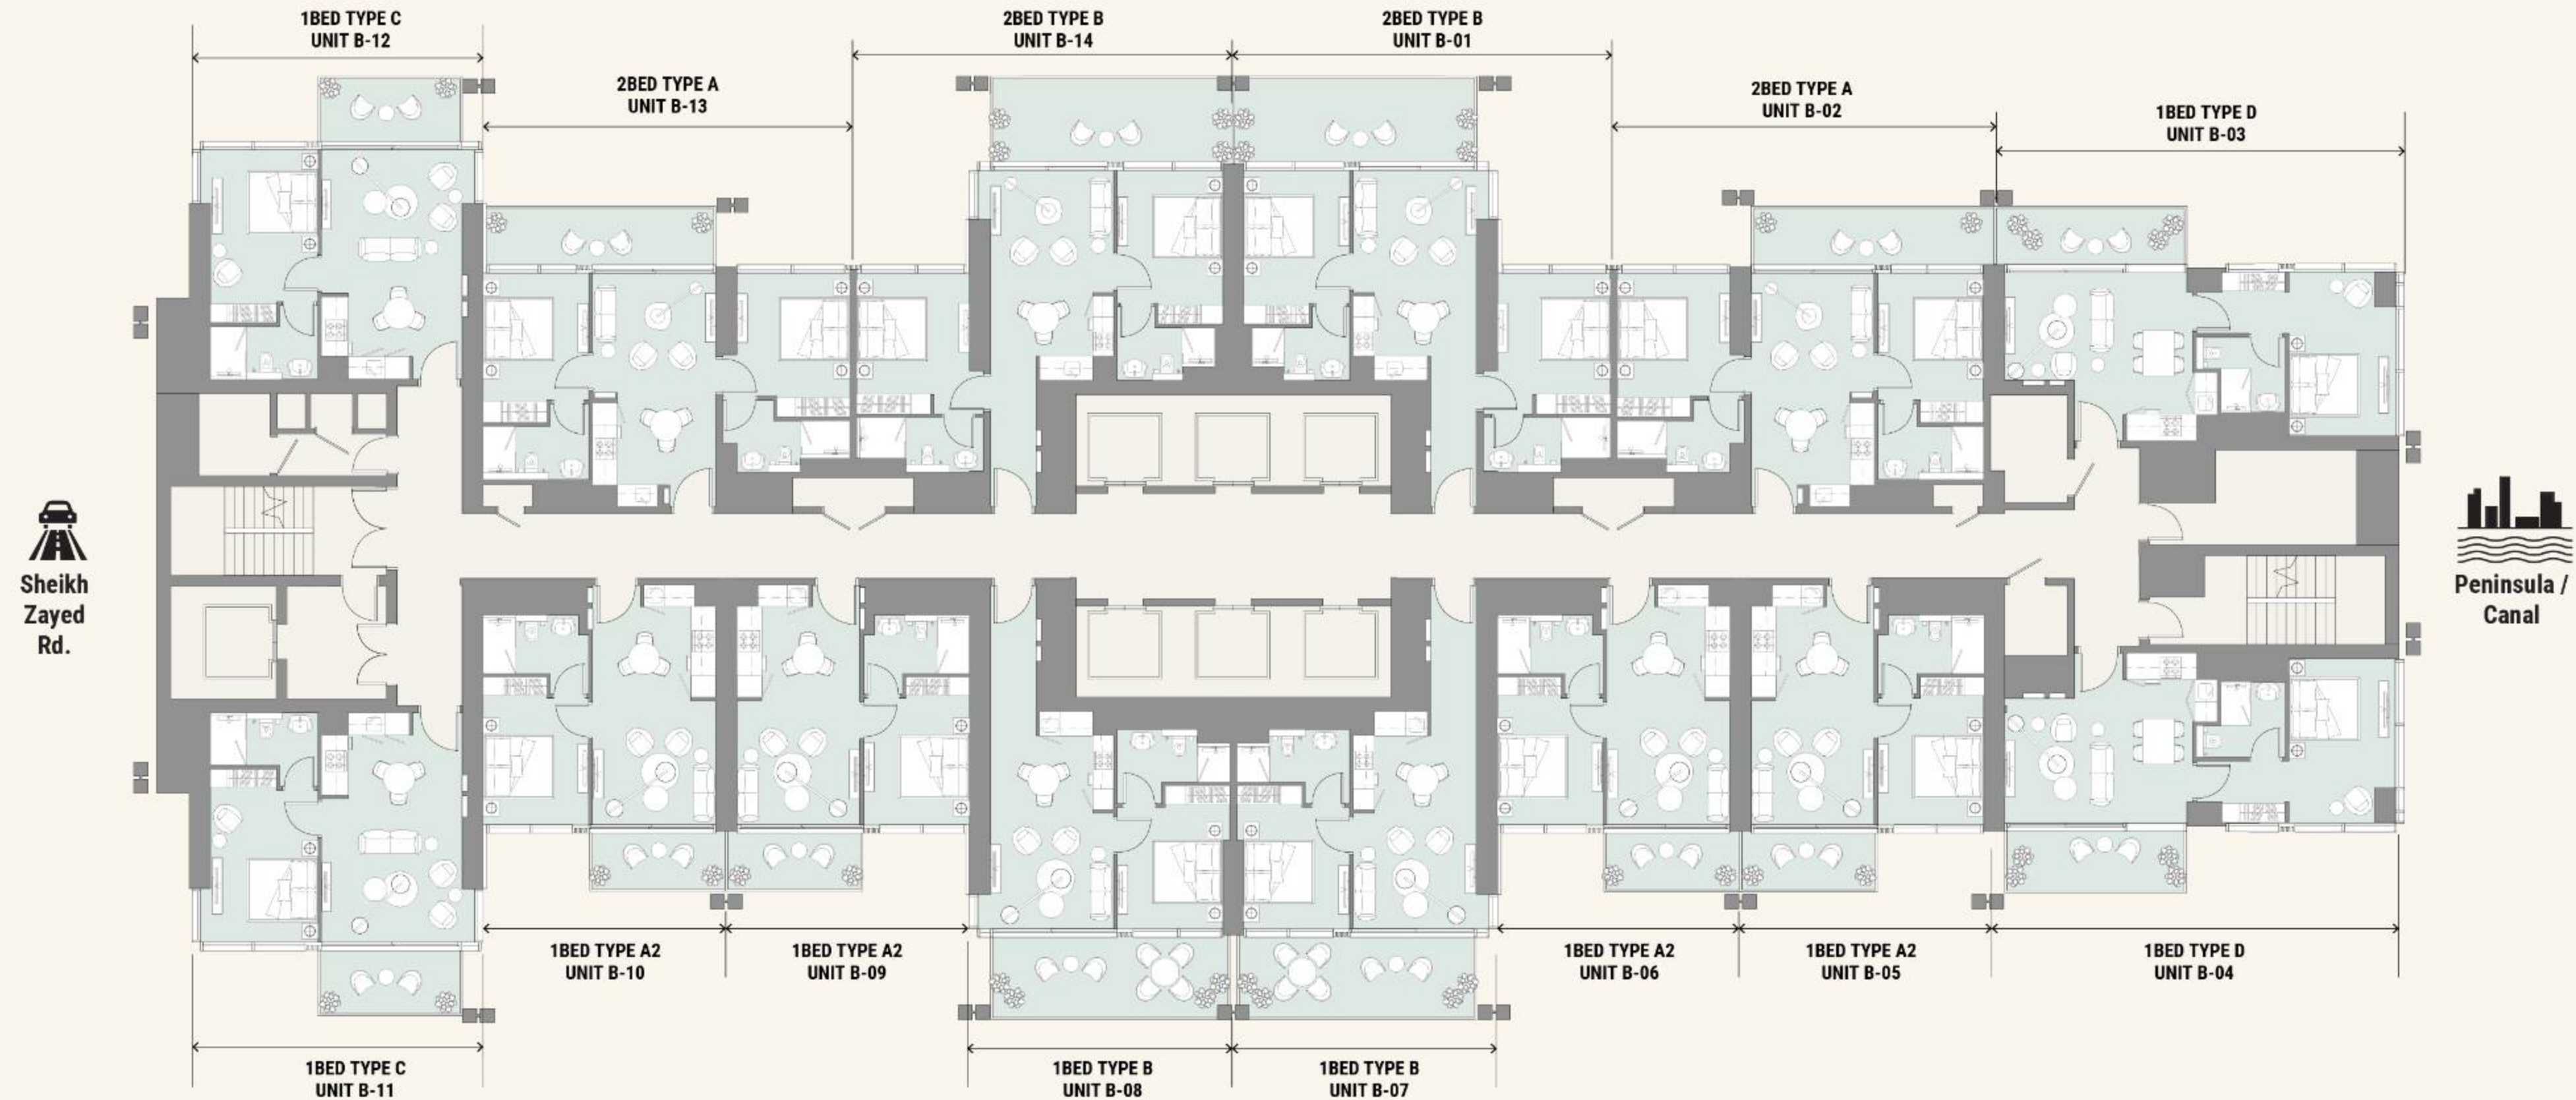 1BED TYPE C
UNIT B-12
2BED TYPE A
UNIT B-13
2BED TYPE B
UNIT B-14
2BED TYPE B
UNIT B-01
2BED TYPE A
UNIT B-02
1BED TYPE D
UNIT B-03
Sheikh
Zayed
Rd.
Peninsula /
Canal
1BED TYPE A2
UNIT B-10
1BED TYPE A2
UNIT B-09
1BED TYPE A2
UNIT B-06
1BED TYPE A2
UNIT B-05
1BED TYPE D
UNIT B-04
1BED TYPE C
UNIT B-11
1BED TYPE B
UNIT B-08
1BED TYPE B
UNIT B-07